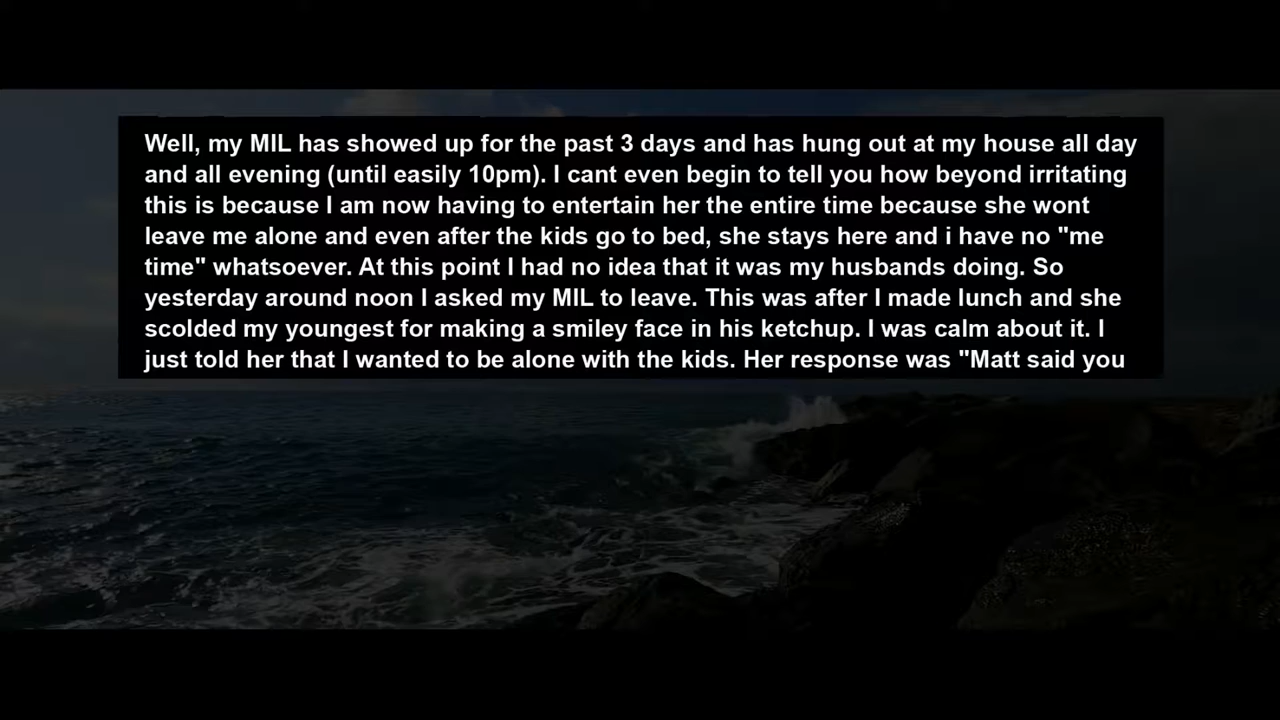 Well, my MIL has showed up for the past 3 days and has hung out at my house all day
and all evening (until easily 10pm). I cant even begin to tell you how beyond irritating
this is because I am now having to entertain her the entire time because she wont
leave me alone and even after the kids go to bed, she stays here and i have no "me
time" whatsoever. At this point I had no idea that it was my husbands doing. So
yesterday around noon I asked my MIL to leave. This was after I made lunch and she
scolded my youngest for making a smiley face in his ketchup. I was calm about it. I
just told her that I wanted to be alone with the kids. Her response was "Matt said you